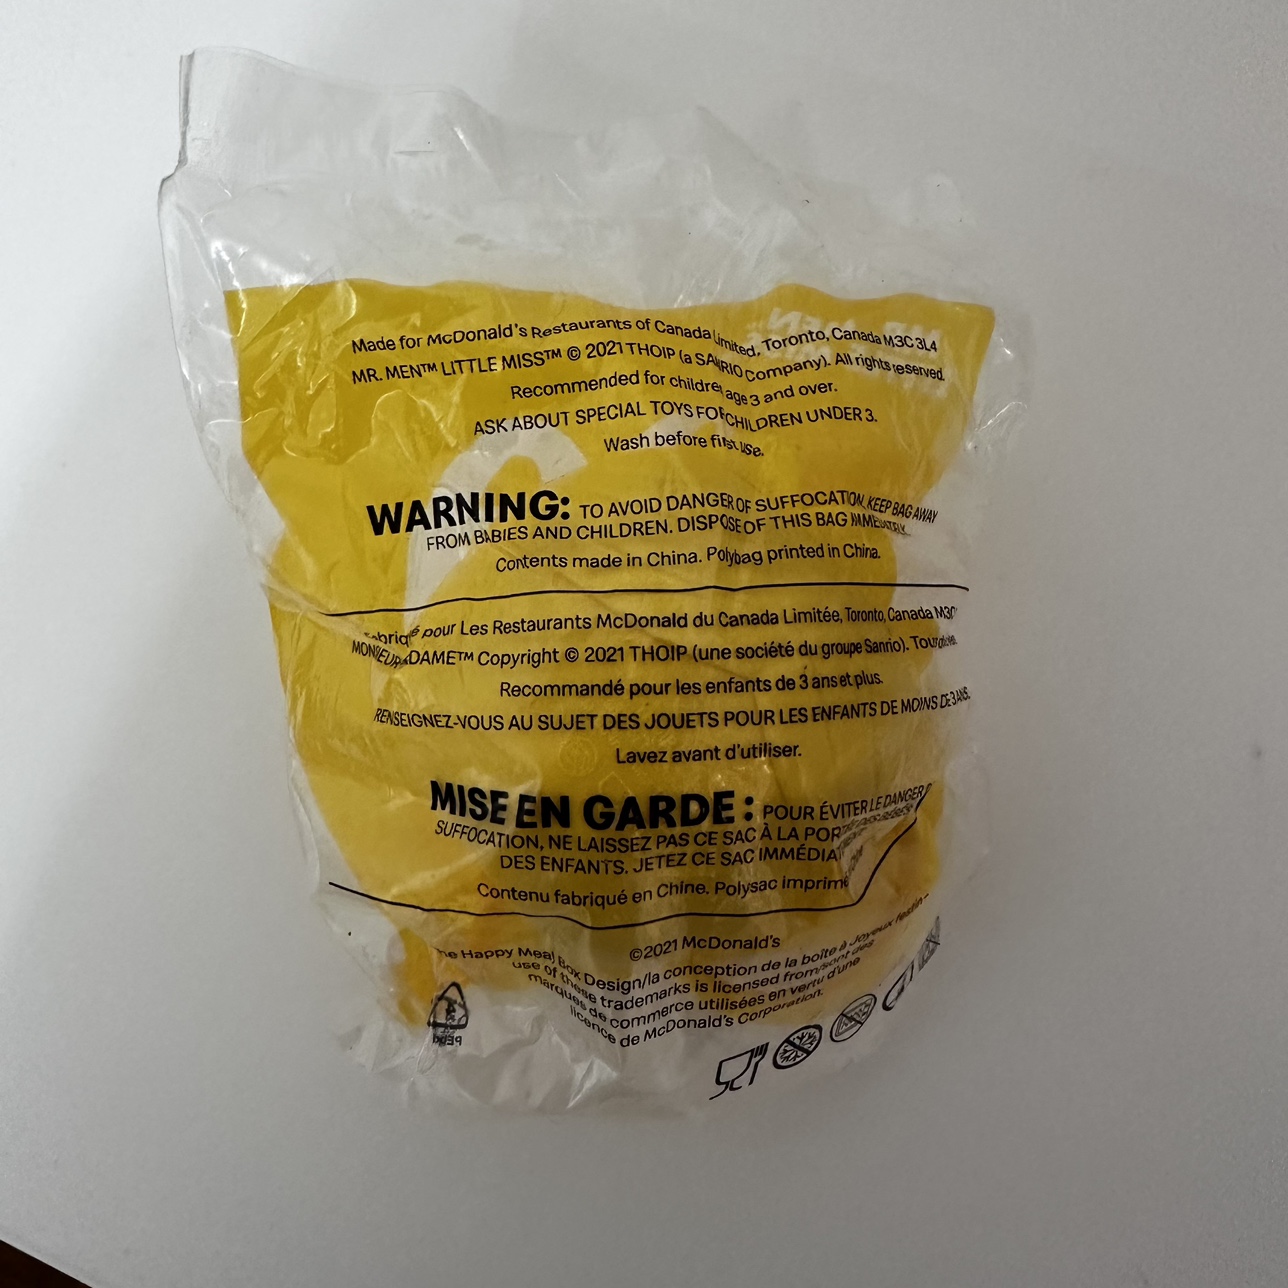 Made for McDonald's Restaurants of Canada Limited, Toronto, Canada M3C 3L4
MR. MEN™ LITTLE MISS™ © 2021 THOIP (a SANRIO Company). All rights reserved.
Recommended for children age 3 and over.
ASK ABOUT SPECIAL TOYS FOR CHILDREN UNDER 3.
Wash before first use.
WARNING: TO AVOID DANGER OF SUFFOCATION, KEEP BAG AWAY
FROM BABIES AND CHILDREN. DISPOSE OF THIS BAG IMMEDIATELY.
Contents made in China. Polybag printed in China.
pour Les Restaurants McDonald du Canada Limitée, Toronto, Canada
™ Copyright © 2021 THOIP (une société du groupe Sanrio).
Recommandé pour les enfants de 3 ans et plus.
RENSEIGNEZ-VOUS AU SUJET DES JOUETS POUR LES ENFANTS DE MOINS DE 3 ANS.
Lavez avant d'utiliser.
MISE EN GARDE : POUR ÉVITER LE DANGER
SUFFOCATION, NE LAISSEZ PAS CE SAC À LA
DES ENFANTS. JETEZ CE SAC
Contenu fabriqué en Chine. Polysac
©2021 McDonald's
The Happy Meal Box Design/la conception de la boîte à Joyeux festin-
use of these trademarks is licensed from/sont des
marques de commerce utilisées en vertu d'une
licence de McDonald's Corporation.